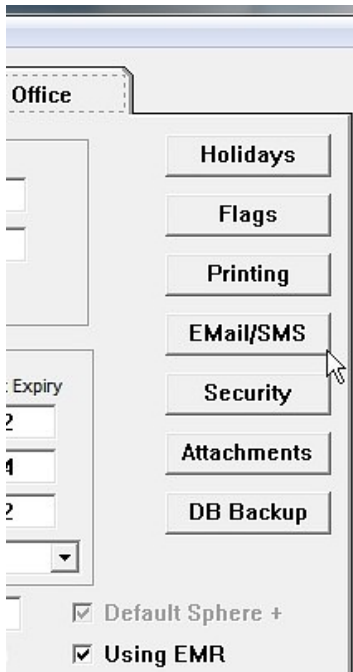 Office
Holidays
Flags
Printing
EMail/SMS
Expiry
Security
2
Attachments
4
DB Backup
2
Default Sphere +
Using EMR